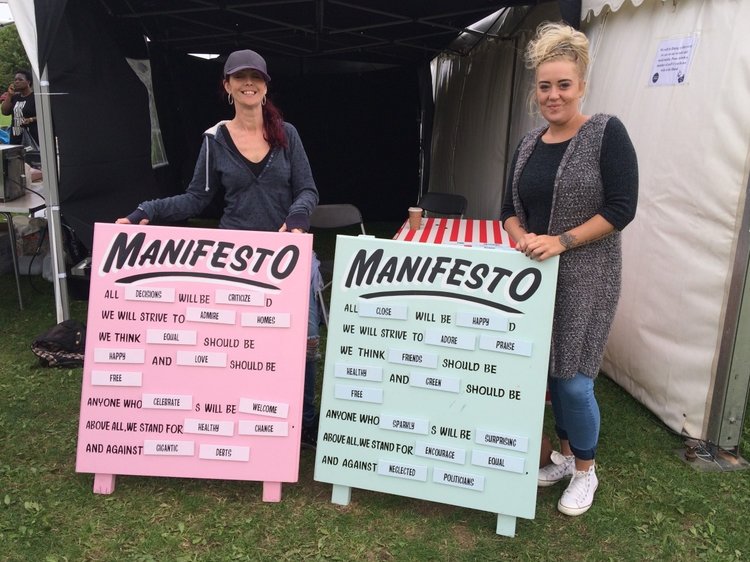 MANIFESTO
ALL DECISIONS WILL BE CRITICIZE D
WE WILL STRIVE TO ADMIRE HOMES
WE THINK EQUAL SHOULD BE
HAPPY AND LOVE SHOULD BE
FREE
ANYONE WHO CELEBRATE S WILL BE WELCOME
ABOVE ALL, WE STAND FOR HEALTHY CHANGE
AND AGAINST GIGANTIC DEBTS
MANIFESTO
ALL CLOSE WILL BE HAPPY D
WE WILL STRIVE TO ADORE PRAISE
WE THINK FRIENDS SHOULD BE
HEALTHY AND GREEN SHOULD BE
FREE
ANYONE WHO SPARKLY S WILL BE SURPRISING
ABOVE ALL, WE STAND FOR ENCOURAGE EQUAL
AND AGAINST NEGLECTED POLITICIANS